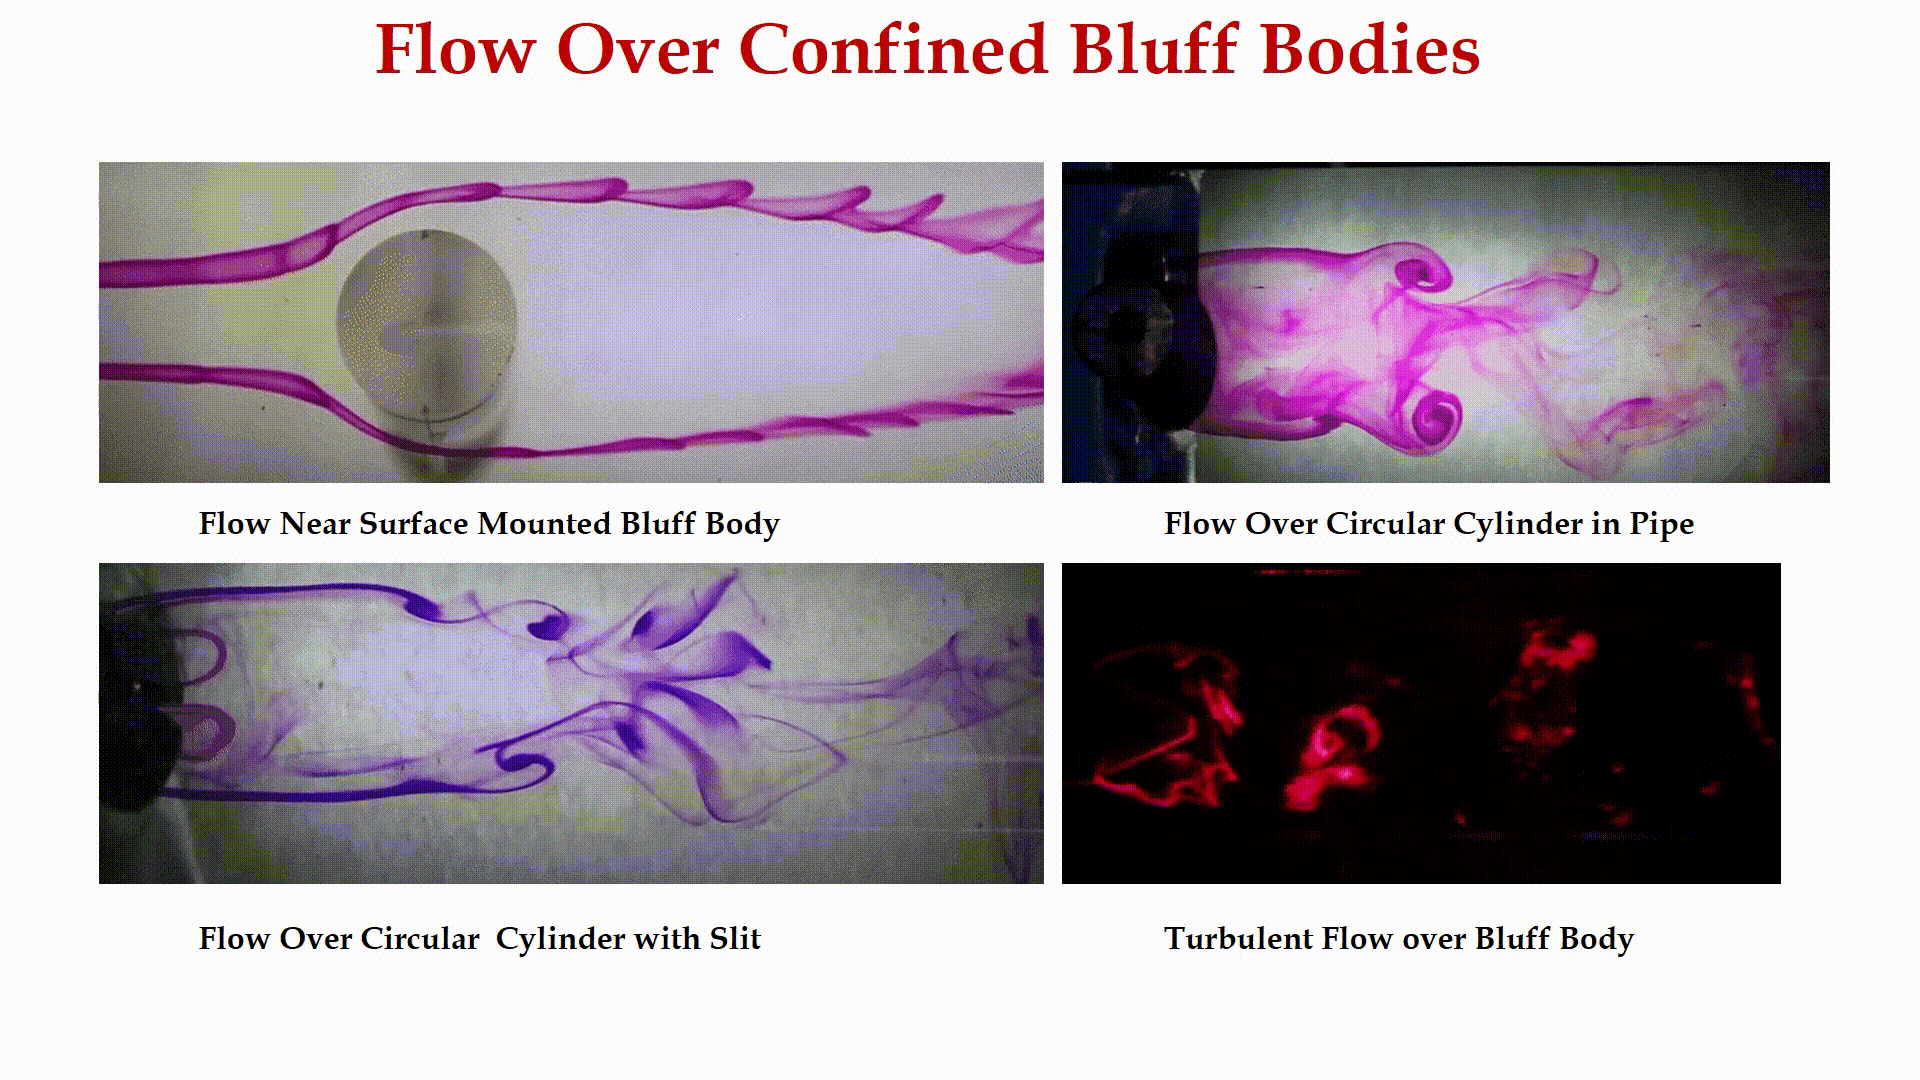 Flow Over Confined Bluff Bodies
Flow Near Surface Mounted Bluff Body
Flow Over Circular Cylinder in Pipe
Flow Over Circular  Cylinder with Slit
Turbulent Flow over Bluff Body